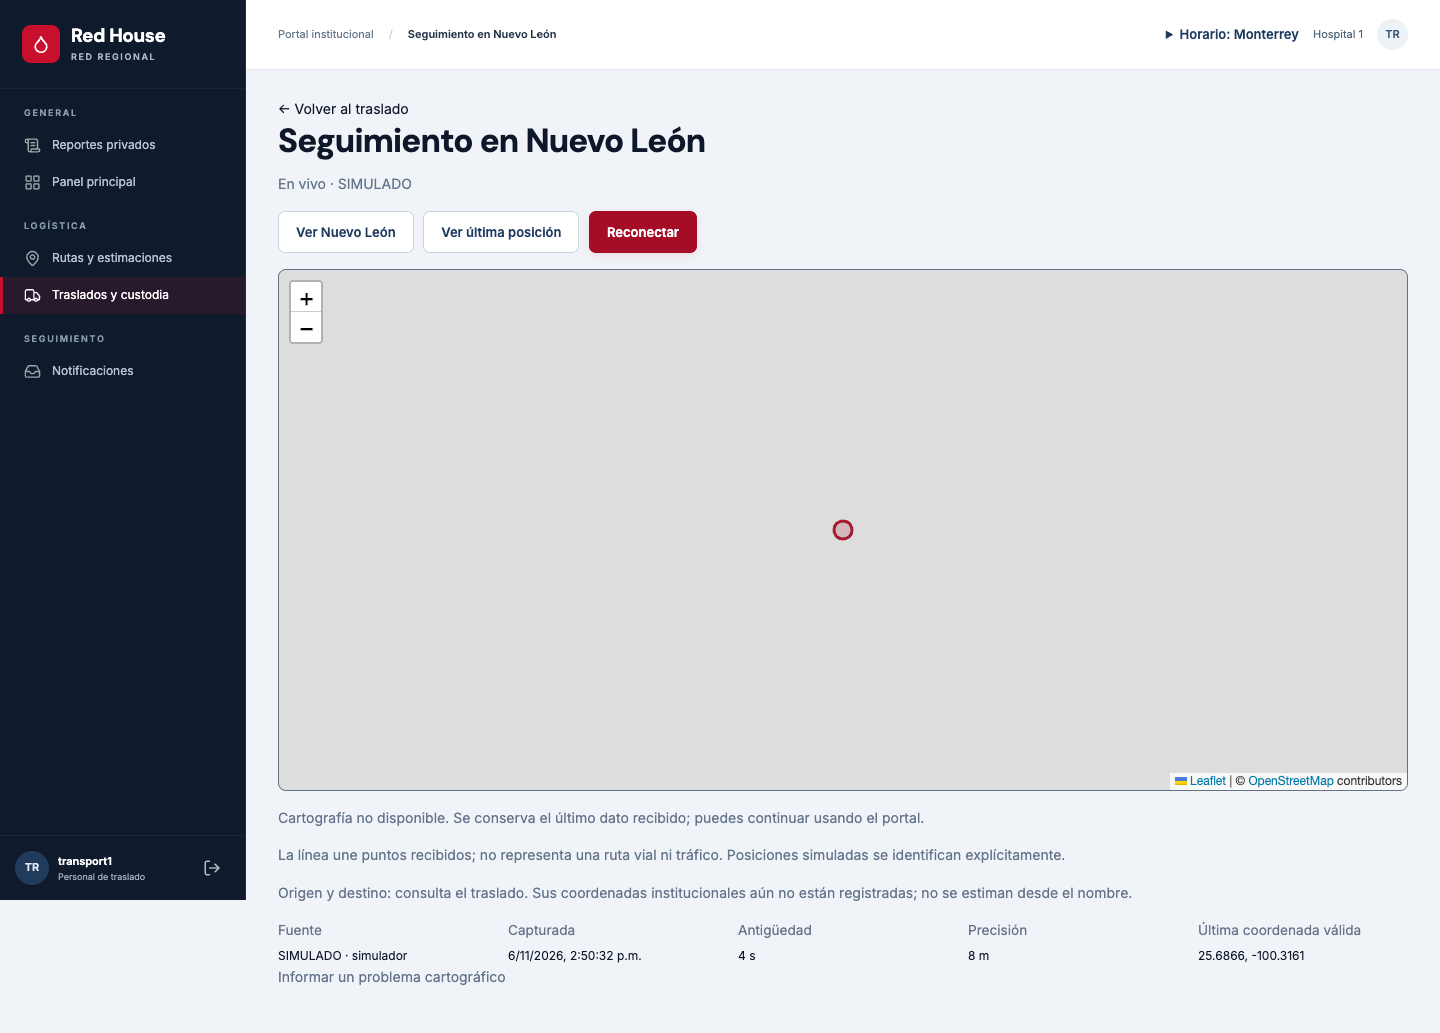 Red House
RED REGIONAL
GENERAL
Reportes privados
Panel principal
LOGÍSTICA
Rutas y estimaciones
Traslados y custodia
SEGUIMIENTO
Notificaciones
TR
transport1
Personal de traslado
Portal institucional / Seguimiento en Nuevo León
▶ Horario: Monterrey Hospital 1 TR
← Volver al traslado
Seguimiento en Nuevo León
En vivo · SIMULADO
Ver Nuevo León Ver última posición Reconectar
+
−
Leaflet | © OpenStreetMap contributors
Cartografía no disponible. Se conserva el último dato recibido; puedes continuar usando el portal.
La línea une puntos recibidos; no representa una ruta vial ni tráfico. Posiciones simuladas se identifican explícitamente.
Origen y destino: consulta el traslado. Sus coordenadas institucionales aún no están registradas; no se estiman desde el nombre.
Fuente Capturada Antigüedad Precisión Última coordenada válida
SIMULADO · simulador 6/11/2026, 2:50:32 p.m. 4 s 8 m 25.6866, -100.3161
Informar un problema cartográfico